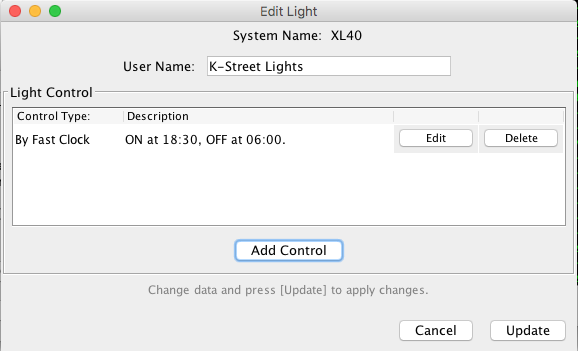 Edit Light
System Name: XL40
User Name: K-Street Lights
Light Control
Control Type: Description
By Fast Clock ON at 18:30, OFF at 06:00. Edit Delete
Add Control
Change data and press [Update] to apply changes.
Cancel Update